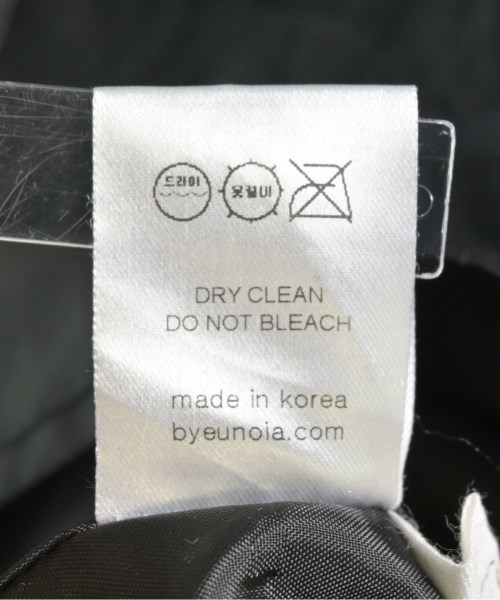 드라이 옷걸이
DRY CLEAN
DO NOT BLEACH
made in korea
byeunoia.com